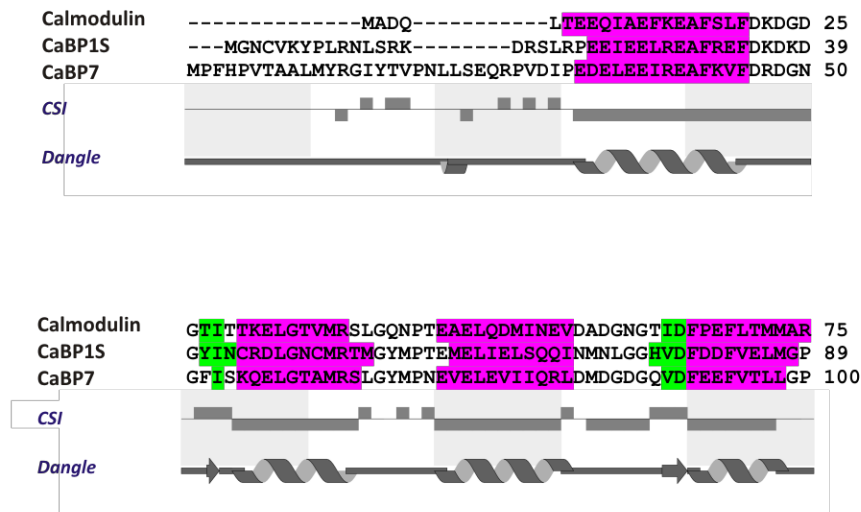 Calmodulin --------------MADQ-----------LTEEQIAEFKEAFSLFDKDGD 25
CaBP1S ---MGNCVKYPLRNLSRK--------DRSLRPEEIEELREAFREFDKDKD 39
CaBP7 MPFHPVTAALMYRGIYTVPNLLSEQRPVDIPEDELEEIREAFKVFDRDGN 50
CSI
Dangle
Calmodulin GTITTKELGTVMRSLGQNPTEAELQDMINEVDADGNGTIDFPEFLTMMAR 75
CaBP1S GYINCRDLGNCMRTMGYMPTEMELIELSQQINMNLGGHVDFDDFVELMGP 89
CaBP7 GFISKQELGTAMRSLGYMPNEVELEVIIQRLDMDGDGQVDFEEFVTLLGP 100
CSI
Dangle